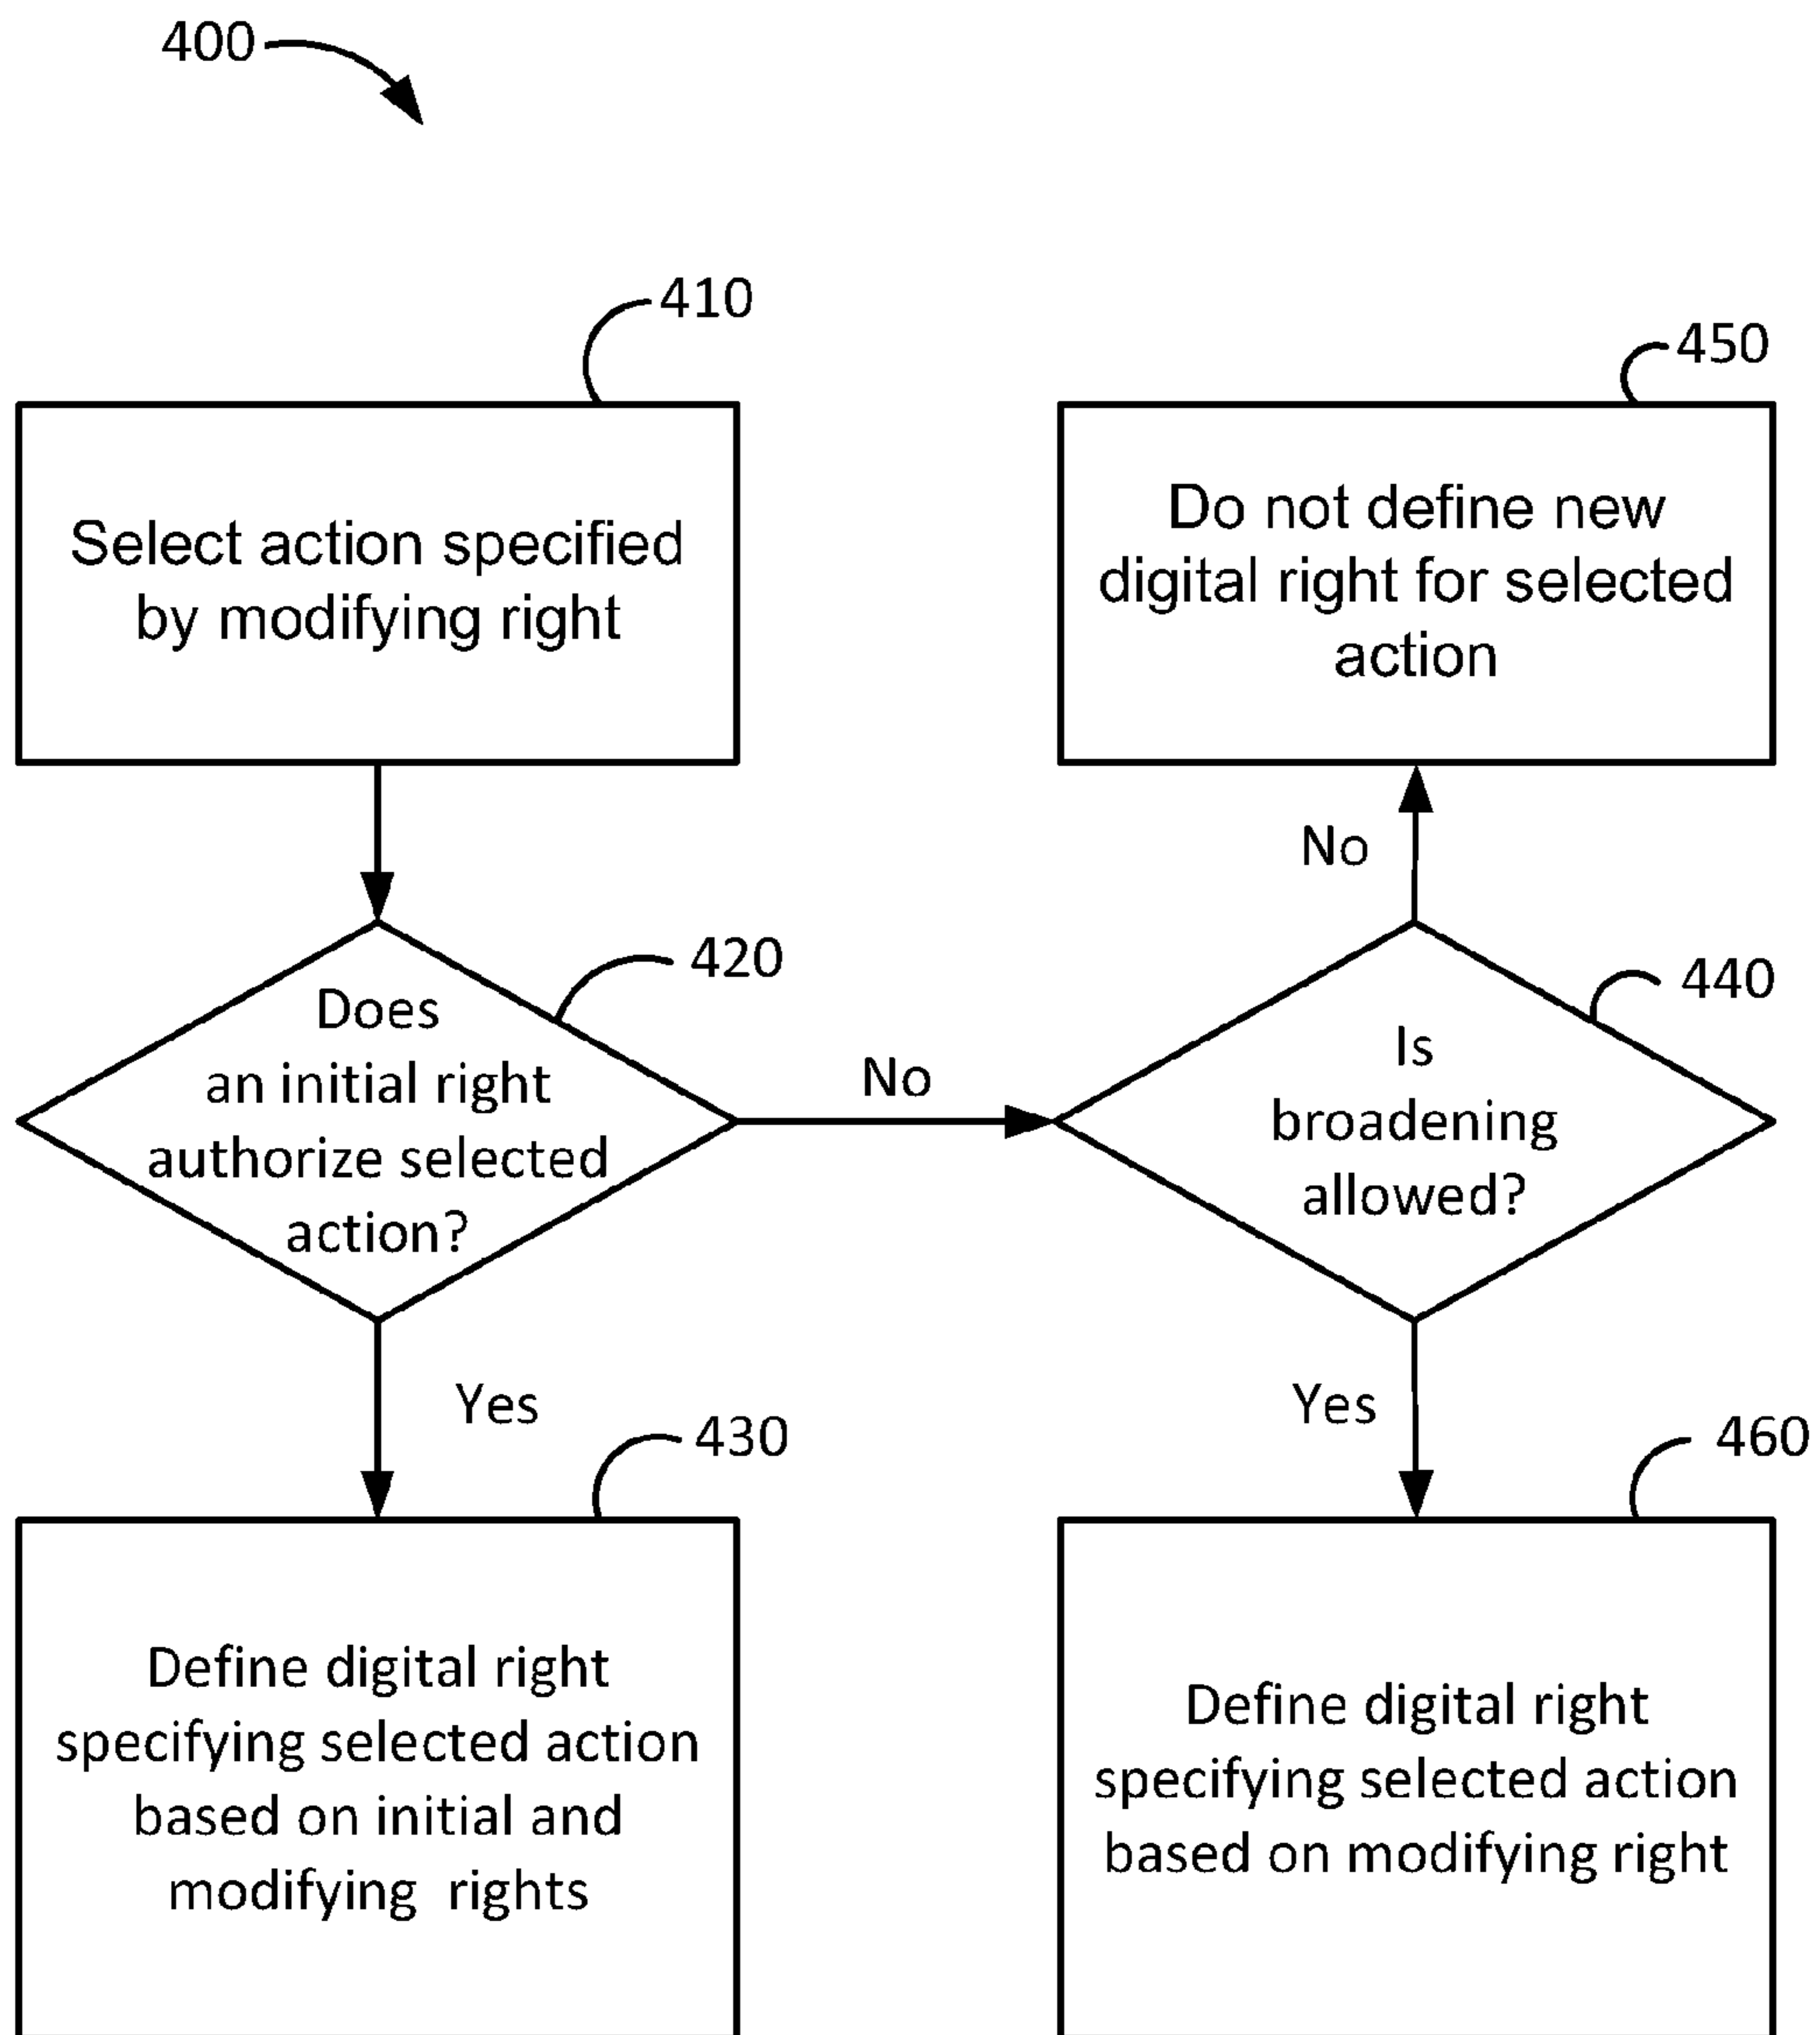 400
410
Select action specified
by modifying right
450
Do not define new
digital right for selected
action
No
420
Does
an initial right
authorize selected
action?
No
440
Is
broadening
allowed?
Yes
430
Define digital right
specifying selected action
based on initial and
modifying rights
Yes
460
Define digital right
specifying selected action
based on modifying right